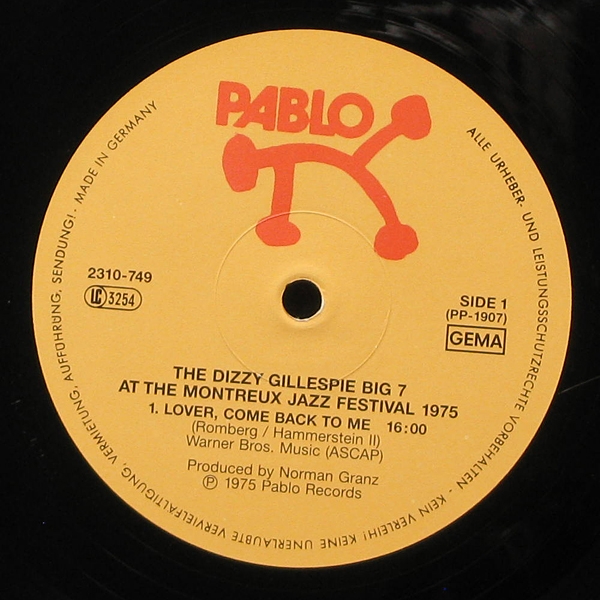 PABLO
ALLE URHEBER- UND LEISTUNGSSCHUTZRECHTE VORBEHALTEN - KEIN VERLEIH! KEINE UNERLAUBTE VERVIELFÄLTIGUNG, VERMIETUNG, AUFFÜHRUNG, SENDUNG! · MADE IN GERMANY
2310-749
LC 3254
SIDE 1
(PP-1907)
GEMA
THE DIZZY GILLESPIE BIG 7
AT THE MONTREUX JAZZ FESTIVAL 1975
1. LOVER, COME BACK TO ME 16:00
(Romberg / Hammerstein II)
Warner Bros. Music (ASCAP)
Produced by Norman Granz
℗ 1975 Pablo Records